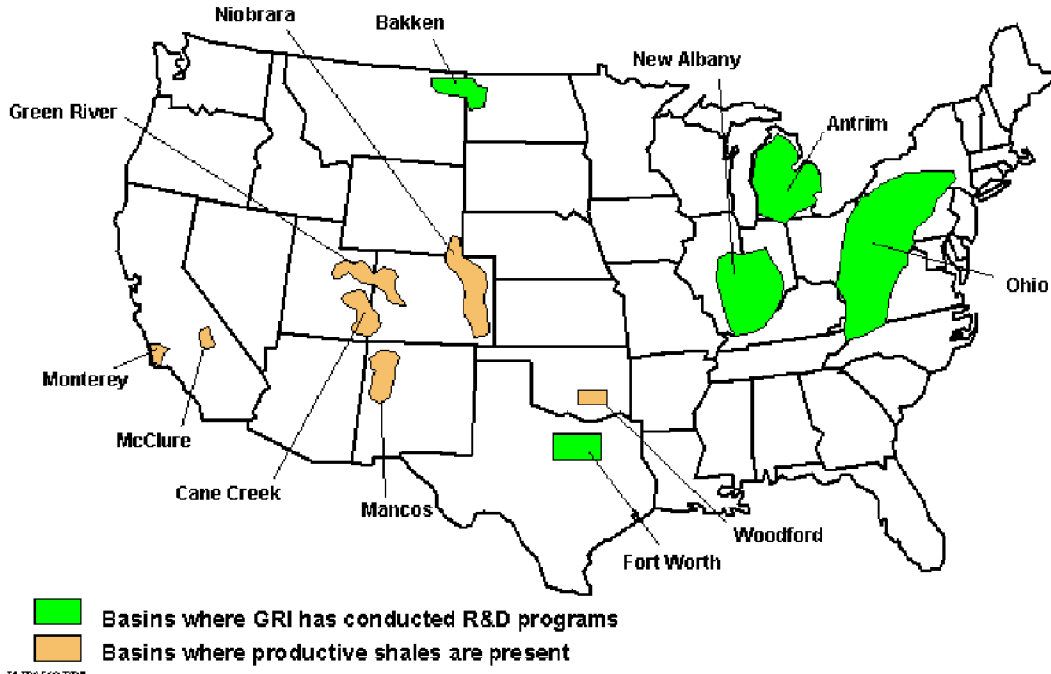 Niobrara
Bakken
New Albany
Green River
Antrim
Ohio
Monterey
McClure
Cane Creek
Mancos
Woodford
Fort Worth
Basins where GRI has conducted R&D programs
Basins where productive shales are present